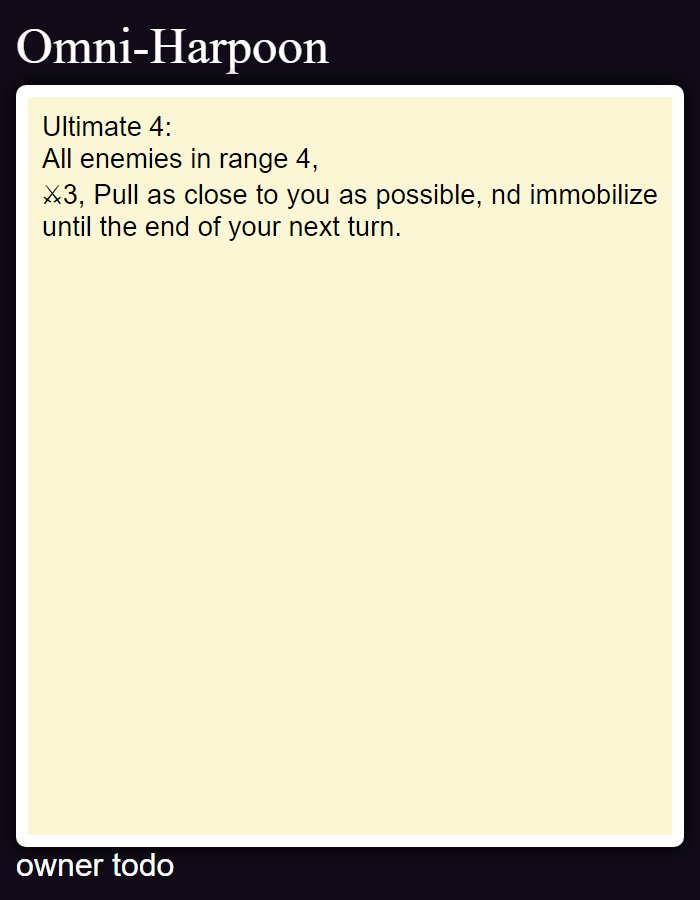 Omni-Harpoon
Ultimate 4:
All enemies in range 4,
⚔3, Pull as close to you as possible, nd immobilize
until the end of your next turn.
owner todo